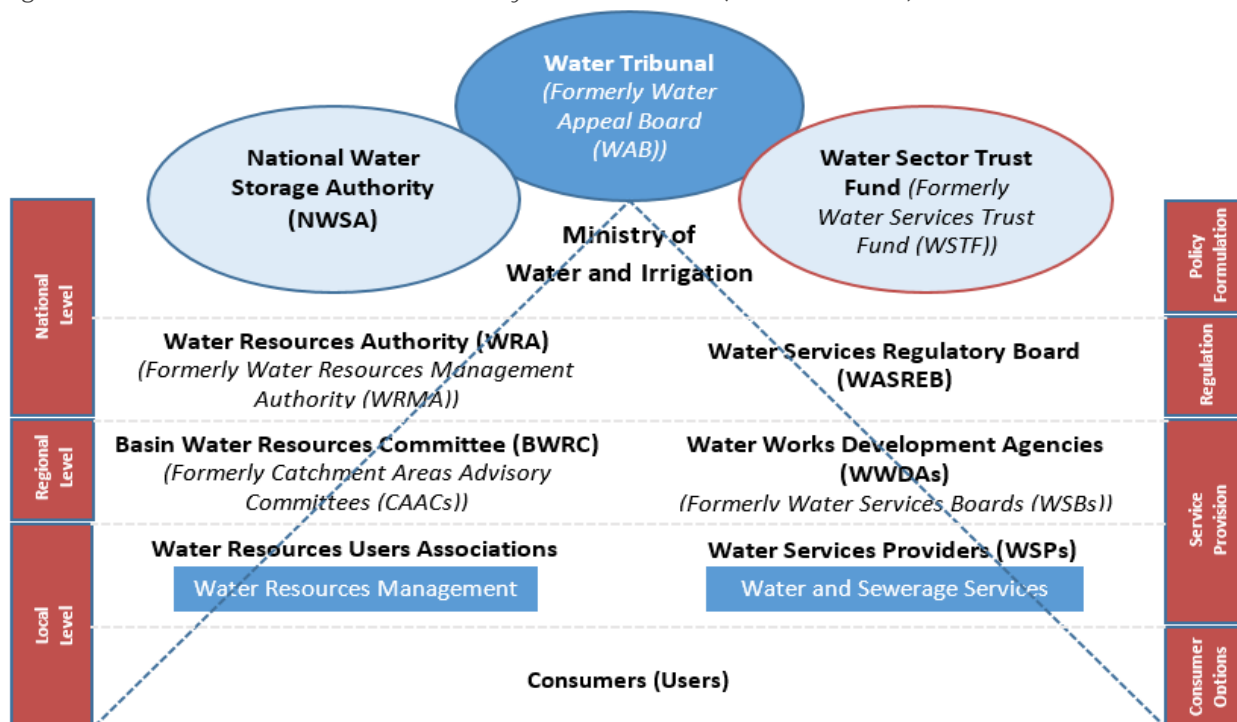 Water Tribunal
(Formerly Water
Appeal Board
(WAB))
National Water
Storage Authority
(NWSA)
Water Sector Trust
Fund (Formerly
Water Services Trust
Fund (WSTF))
Ministry of
Water and Irrigation
National
Level
Policy
Formulation
Water Resources Authority (WRA)
(Formerly Water Resources Management
Authority (WRMA))
Water Services Regulatory Board
(WASREB)
Regulation
Regional
Level
Basin Water Resources Committee (BWRC)
(Formerly Catchment Areas Advisory
Committees (CAACs))
Water Works Development Agencies
(WWDAs)
(Formerly Water Services Boards (WSBs))
Service
Provision
Local
Level
Water Resources Users Associations
Water Resources Management
Water Services Providers (WSPs)
Water and Sewerage Services
Consumers (Users)
Consumer
Options